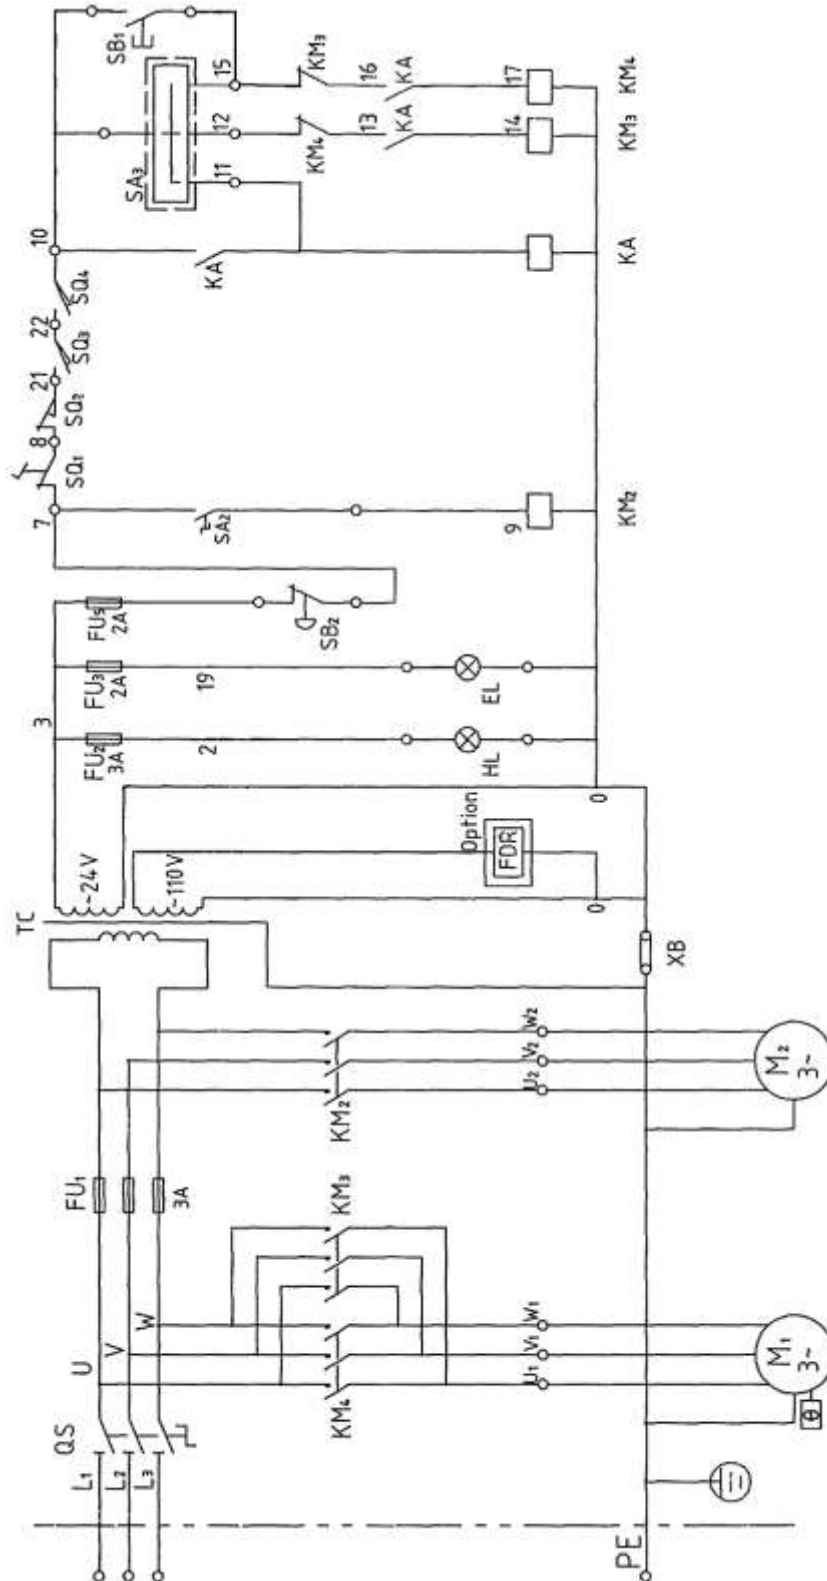 L₁
L₂
L₃
PE
QS
U
V
W
FU₁
3A
KM₄
KM₃
U₁
V₁
W₁
M₁
3~
θ
KM₂
U₂
V₂
W₂
M₂
3~
TC
~24V
~110V
XB
Option
FDR
0
0
3
FU₂
3A
2
HL
FU₃
2A
19
EL
FU₅
2A
SB₂
7
SA₂
9
KM₂
SQ₁
8
SQ₂
21
SQ₃
22
SQ₄
10
KA
KA
SA₃
11
12
KM₄
13
KA
14
KM₃
SB₁
15
KM₃
16
KA
17
KM₄